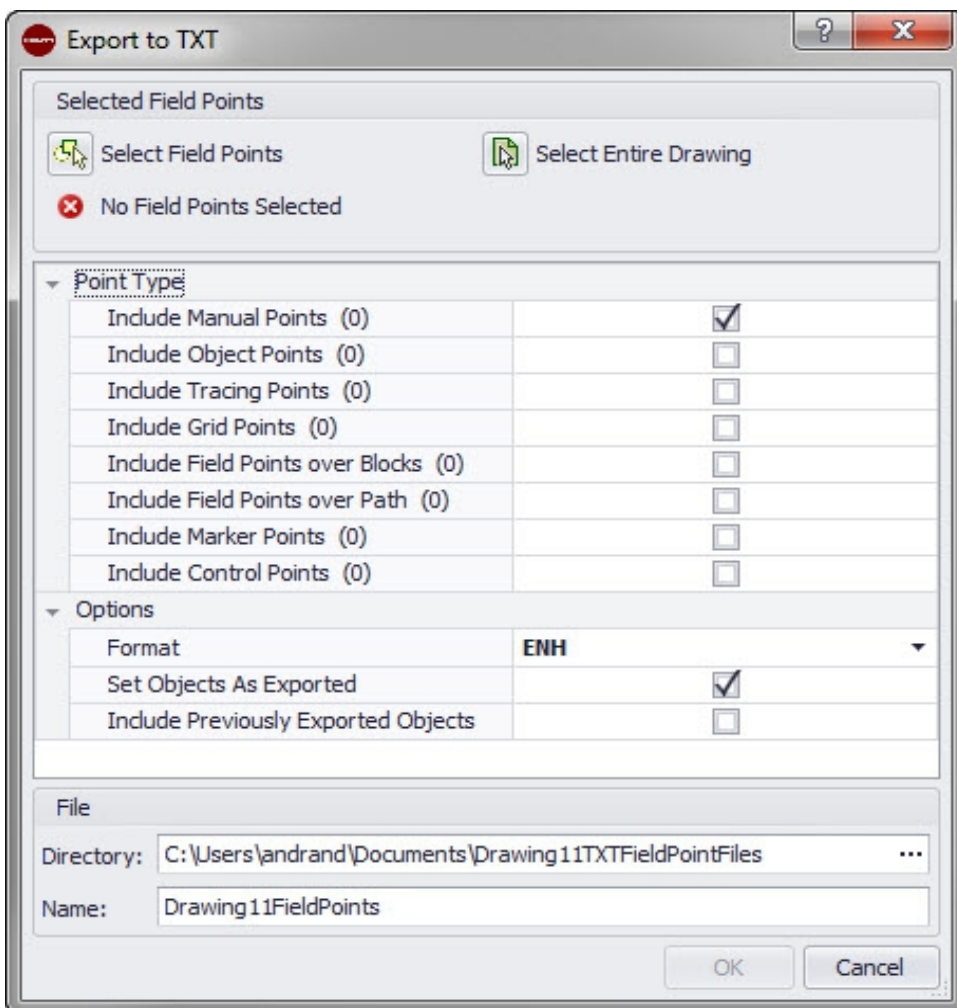 Export to TXT
Selected Field Points
Select Field Points Select Entire Drawing
No Field Points Selected
Point Type
Include Manual Points (0)
Include Object Points (0)
Include Tracing Points (0)
Include Grid Points (0)
Include Field Points over Blocks (0)
Include Field Points over Path (0)
Include Marker Points (0)
Include Control Points (0)
Options
Format ENH
Set Objects As Exported
Include Previously Exported Objects
File
Directory: C:\Users\andrand\Documents\Drawing11TXTFieldPointFiles ...
Name: Drawing11FieldPoints
OK Cancel